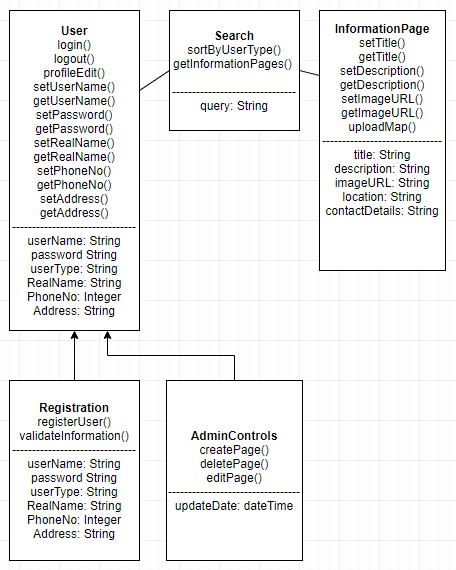 User
login()
logout()
profileEdit()
setUserName()
getUserName()
setPassword()
getPassword()
setRealName()
getRealName()
setPhoneNo()
getPhoneNo()
setAddress()
getAddress()
------------------------------------
userName: String
password String
userType: String
RealName: String
PhoneNo: Integer
Address: String
Search
sortByUserType()
getInformationPages()
------------------------------------
query: String
InformationPage
setTitle()
getTitle()
setDescription()
getDescription()
setImageURL()
getImageURL()
uploadMap()
------------------------------------
title: String
description: String
imageURL: String
location: String
contactDetails: String
Registration
registerUser()
validateInformation()
------------------------------------
userName: String
password String
userType: String
RealName: String
PhoneNo: Integer
Address: String
AdminControls
createPage()
deletePage()
editPage()
------------------------------------
updateDate: dateTime